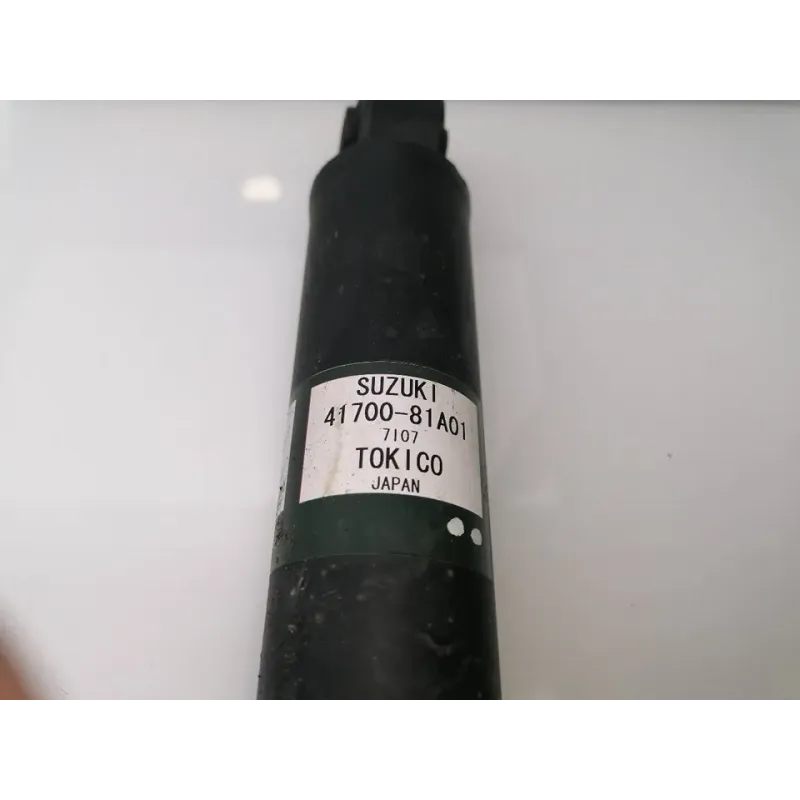 SUZUKI
41700-81A01
7107
TOKICO
JAPAN